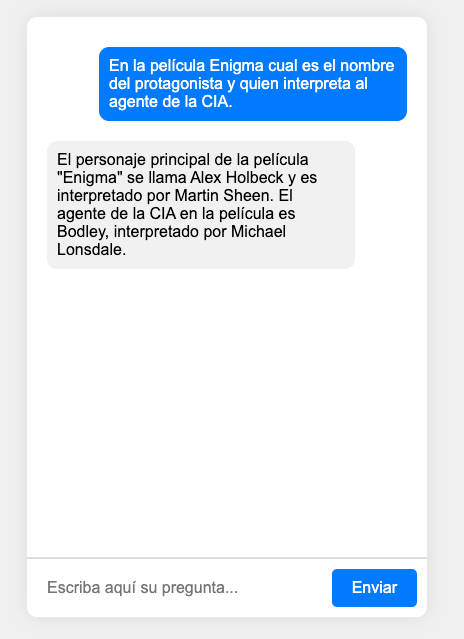 En la película Enigma cual es el nombre
del protagonista y quien interpreta al
agente de la CIA.
El personaje principal de la película
"Enigma" se llama Alex Holbeck y es
interpretado por Martin Sheen. El
agente de la CIA en la película es
Bodley, interpretado por Michael
Lonsdale.
Escriba aquí su pregunta...
Enviar